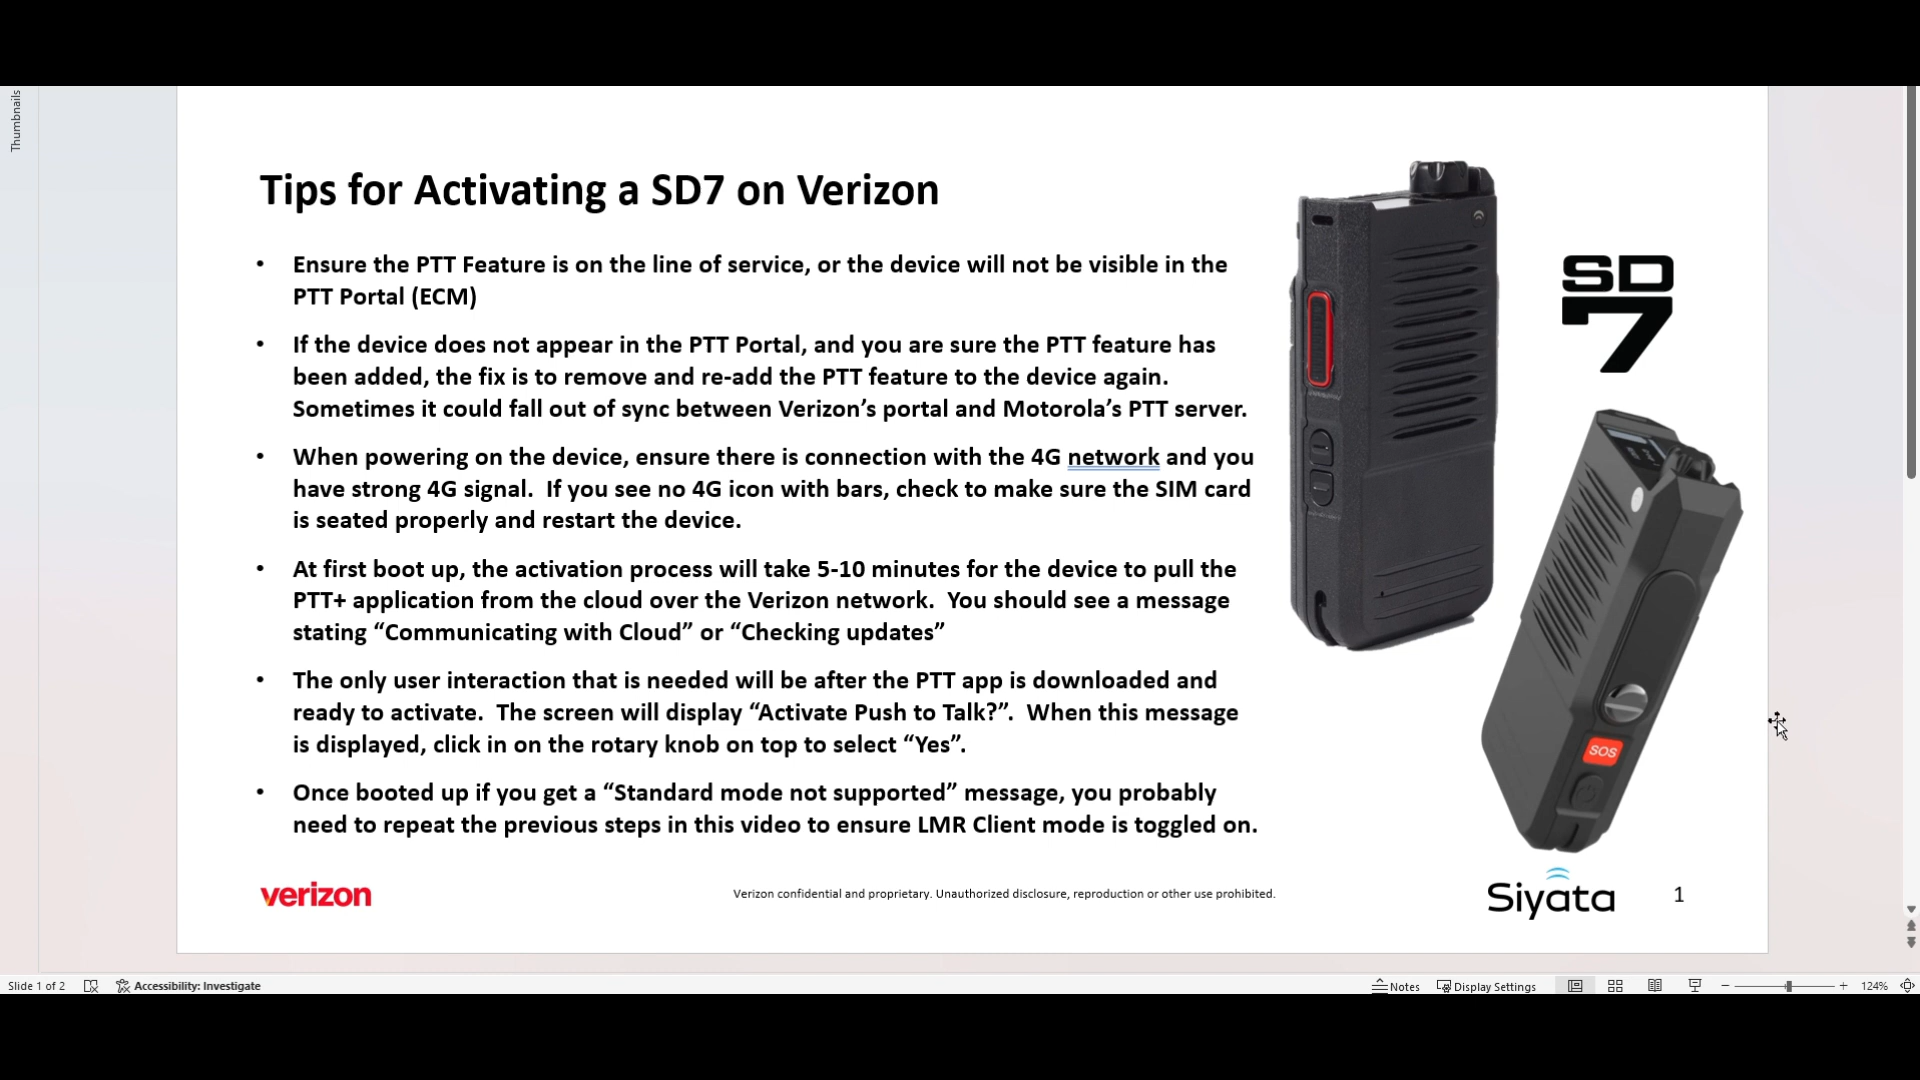 Thumbnails
Tips for Activating a SD7 on Verizon
• Ensure the PTT Feature is on the line of service, or the device will not be visible in the
PTT Portal (ECM)
• If the device does not appear in the PTT Portal, and you are sure the PTT feature has
been added, the fix is to remove and re-add the PTT feature to the device again.
Sometimes it could fall out of sync between Verizon’s portal and Motorola’s PTT server.
• When powering on the device, ensure there is connection with the 4G network and you
have strong 4G signal.  If you see no 4G icon with bars, check to make sure the SIM card
is seated properly and restart the device.
• At first boot up, the activation process will take 5-10 minutes for the device to pull the
PTT+ application from the cloud over the Verizon network.  You should see a message
stating “Communicating with Cloud” or “Checking updates”
• The only user interaction that is needed will be after the PTT app is downloaded and
ready to activate.  The screen will display “Activate Push to Talk?”.  When this message
is displayed, click in on the rotary knob on top to select “Yes”.
• Once booted up if you get a “Standard mode not supported” message, you probably
need to repeat the previous steps in this video to ensure LMR Client mode is toggled on.
SD
7
SOS
verizon
Verizon confidential and proprietary. Unauthorized disclosure, reproduction or other use prohibited.
Siyata
1
Slide 1 of 2
Accessibility: Investigate
Notes
Display Settings
124%